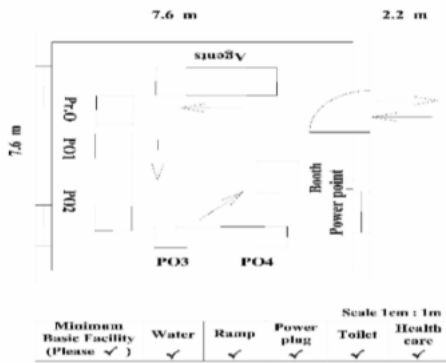 7.6 m
2.2 m
Agents
7.6 m
Pr.O
PO1
PO2
Booth
Power point
PO3
PO4
Scale 1cm : 1m
Minimum Basic Facility (Please ✓ )
Water
Ramp
Power plug
Toilet
Health care
✓ ✓ ✓ ✓ ✓